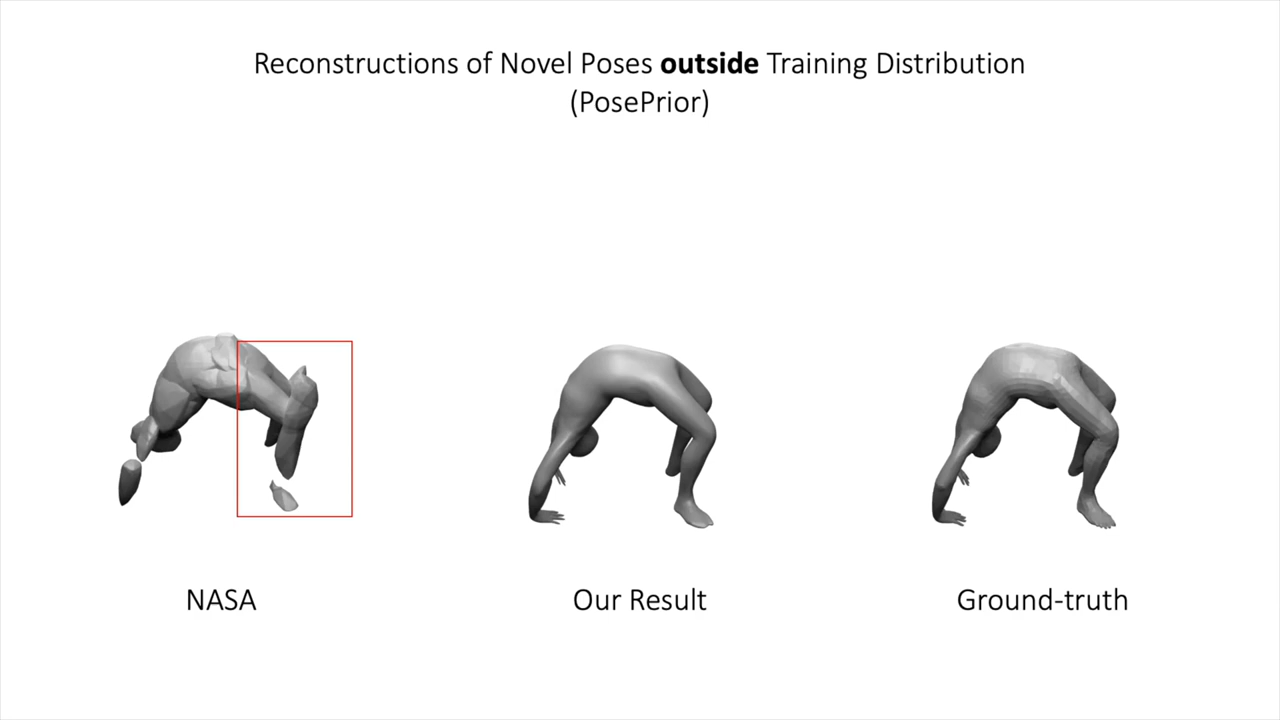 Reconstructions of Novel Poses outside Training Distribution
(PosePrior)
NASA
Our Result
Ground-truth